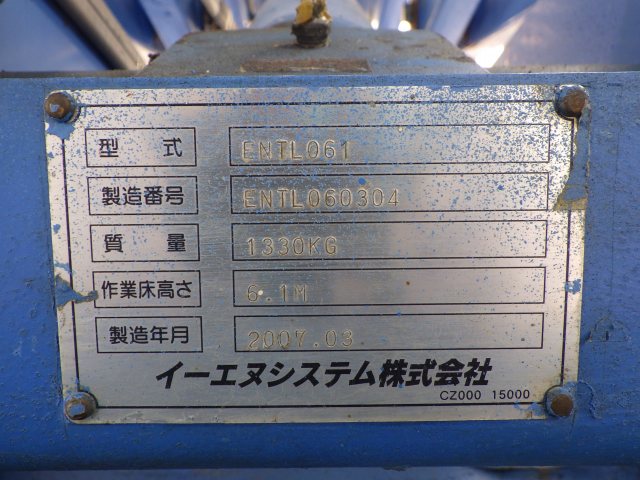 型 式 ENTL061
製造番号 ENTL060304
質 量 1330KG
作業床高さ 6.1M
製造年月 2007.03
イーエヌシステム株式会社
CZ000 15000